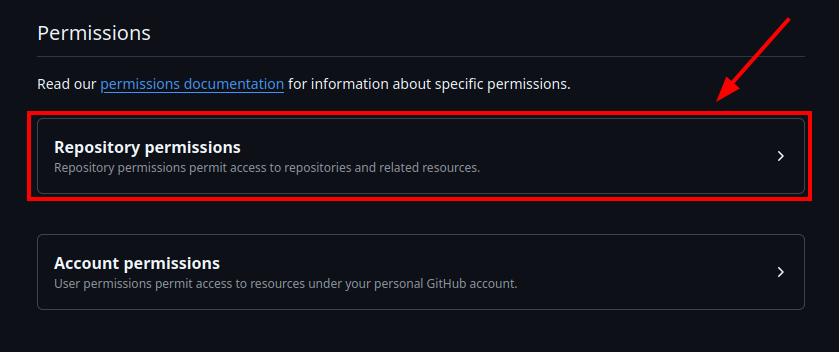 Permissions
Read our permissions documentation for information about specific permissions.
Repository permissions
Repository permissions permit access to repositories and related resources.
Account permissions
User permissions permit access to resources under your personal GitHub account.